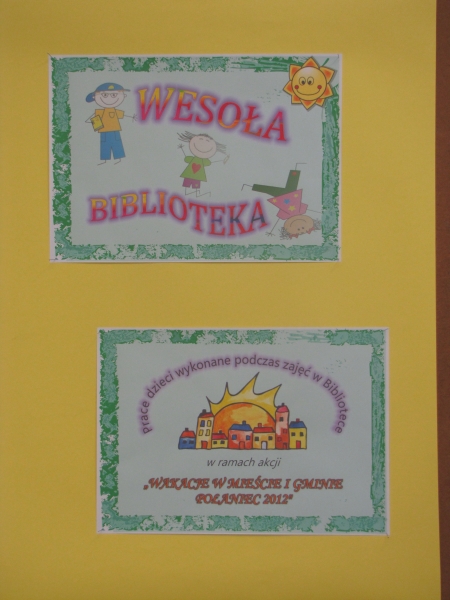 WESOŁA
BIBLIOTEKA
Prace dzieci wykonane podczas zajęć w Bibliotece
w ramach akcji
„WAKACJE W MIEŚCIE I GMINIE
POŁANIEC 2012"